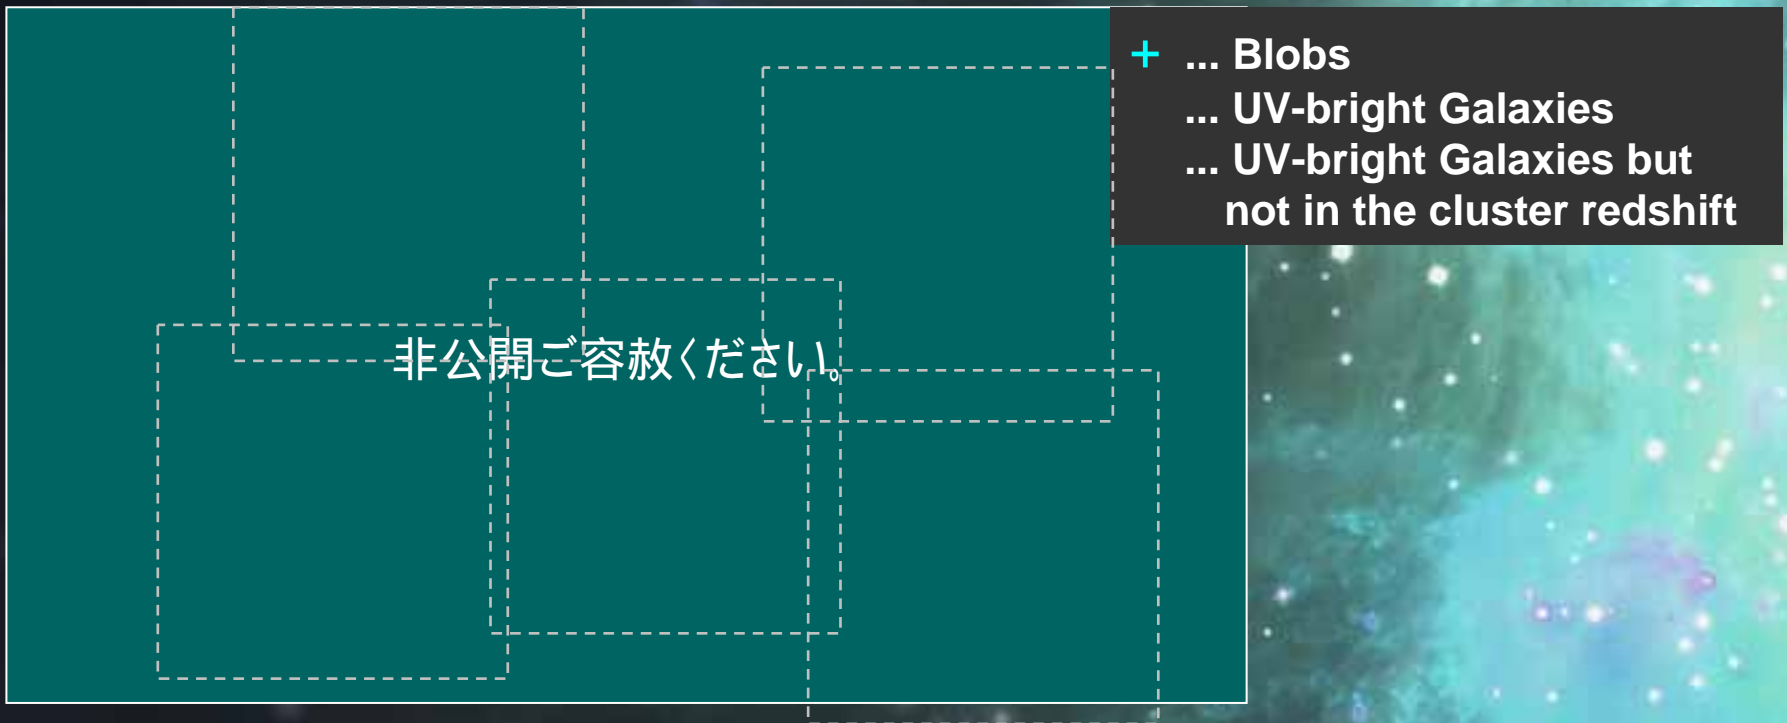 + ... Blobs
... UV-bright Galaxies
... UV-bright Galaxies but
not in the cluster redshift
非公開ご容赦ください。